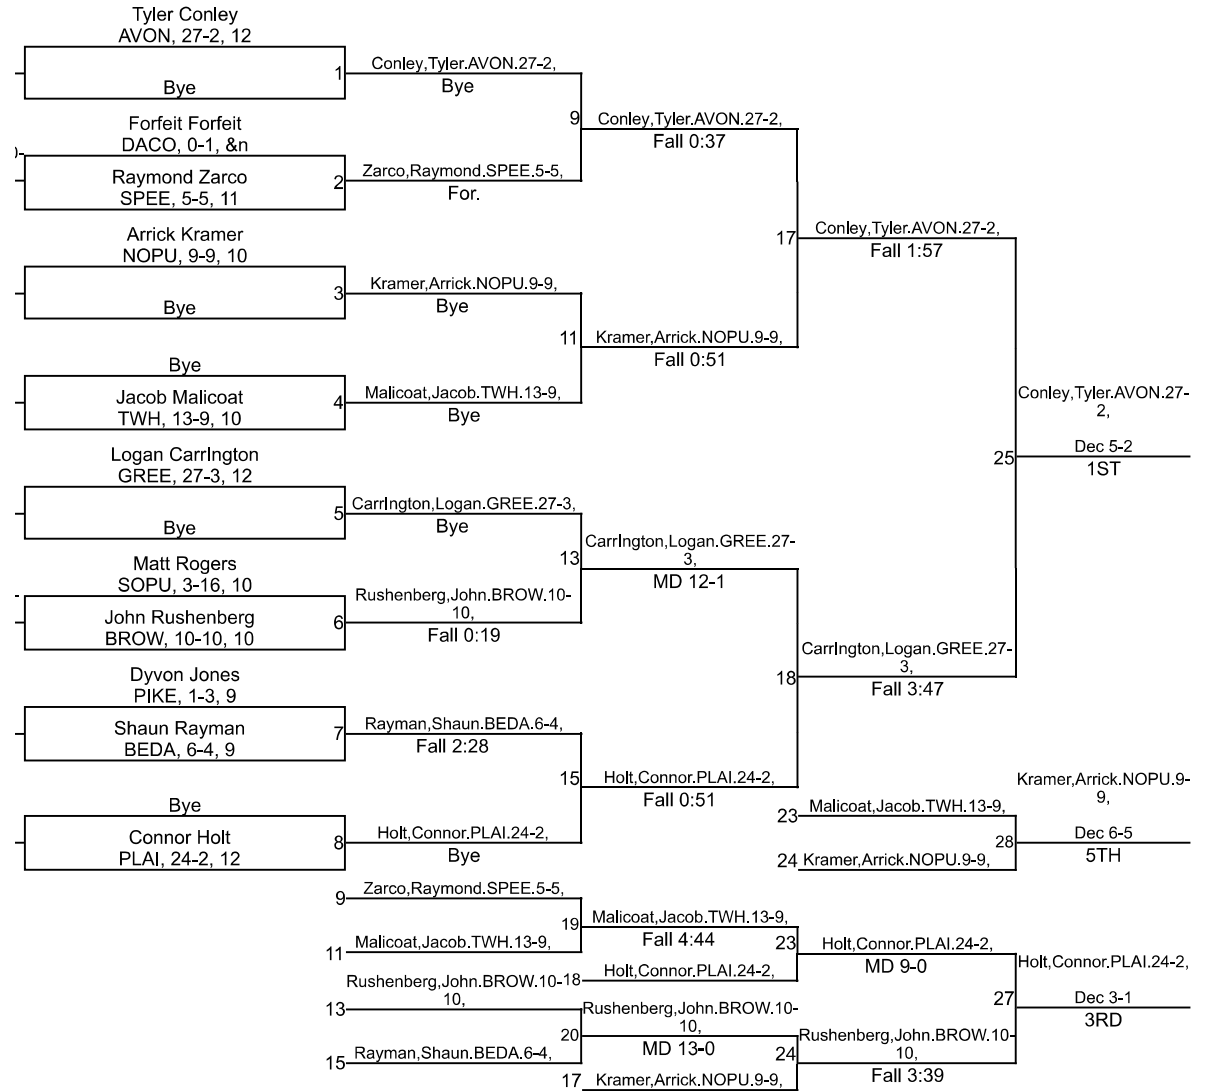 Tyler Conley
AVON, 27-2, 12
Bye
1
Conley,Tyler.AVON.27-2,
Bye
Forfeit Forfeit
DACO, 0-1, &n
Raymond Zarco
SPEE, 5-5, 11
2
Zarco,Raymond.SPEE.5-5,
For.
9
Conley,Tyler.AVON.27-2,
Fall 0:37
Arrick Kramer
NOPU, 9-9, 10
Bye
3
Kramer,Arrick.NOPU.9-9,
Bye
Bye
Jacob Malicoat
TWH, 13-9, 10
4
Malicoat,Jacob.TWH.13-9,
Bye
11
Kramer,Arrick.NOPU.9-9,
Fall 0:51
17
Conley,Tyler.AVON.27-2,
Fall 1:57
Logan CarrIngton
GREE, 27-3, 12
Bye
5
CarrIngton,Logan.GREE.27-3,
Bye
Matt Rogers
SOPU, 3-16, 10
John Rushenberg
BROW, 10-10, 10
6
Rushenberg,John.BROW.10-
10,
Fall 0:19
13
CarrIngton,Logan.GREE.27-
3,
MD 12-1
Dyvon Jones
PIKE, 1-3, 9
Shaun Rayman
BEDA, 6-4, 9
7
Rayman,Shaun.BEDA.6-4,
Fall 2:28
Bye
Connor Holt
PLAI, 24-2, 12
8
Holt,Connor.PLAI.24-2,
Bye
15
Holt,Connor.PLAI.24-2,
Fall 0:51
18
CarrIngton,Logan.GREE.27-
3,
Fall 3:47
25
Conley,Tyler.AVON.27-
2,
Dec 5-2
1ST
23
Malicoat,Jacob.TWH.13-9,
24
Kramer,Arrick.NOPU.9-9,
28
Kramer,Arrick.NOPU.9-
9,
Dec 6-5
5TH
9
Zarco,Raymond.SPEE.5-5,
11
Malicoat,Jacob.TWH.13-9,
19
Malicoat,Jacob.TWH.13-9,
Fall 4:44
18
Holt,Connor.PLAI.24-2,
23
Holt,Connor.PLAI.24-2,
MD 9-0
13
Rushenberg,John.BROW.10-
10,
15
Rayman,Shaun.BEDA.6-4,
20
Rushenberg,John.BROW.10-
10,
MD 13-0
17
Kramer,Arrick.NOPU.9-9,
24
Rushenberg,John.BROW.10-
10,
Fall 3:39
27
Holt,Connor.PLAI.24-2,
Dec 3-1
3RD